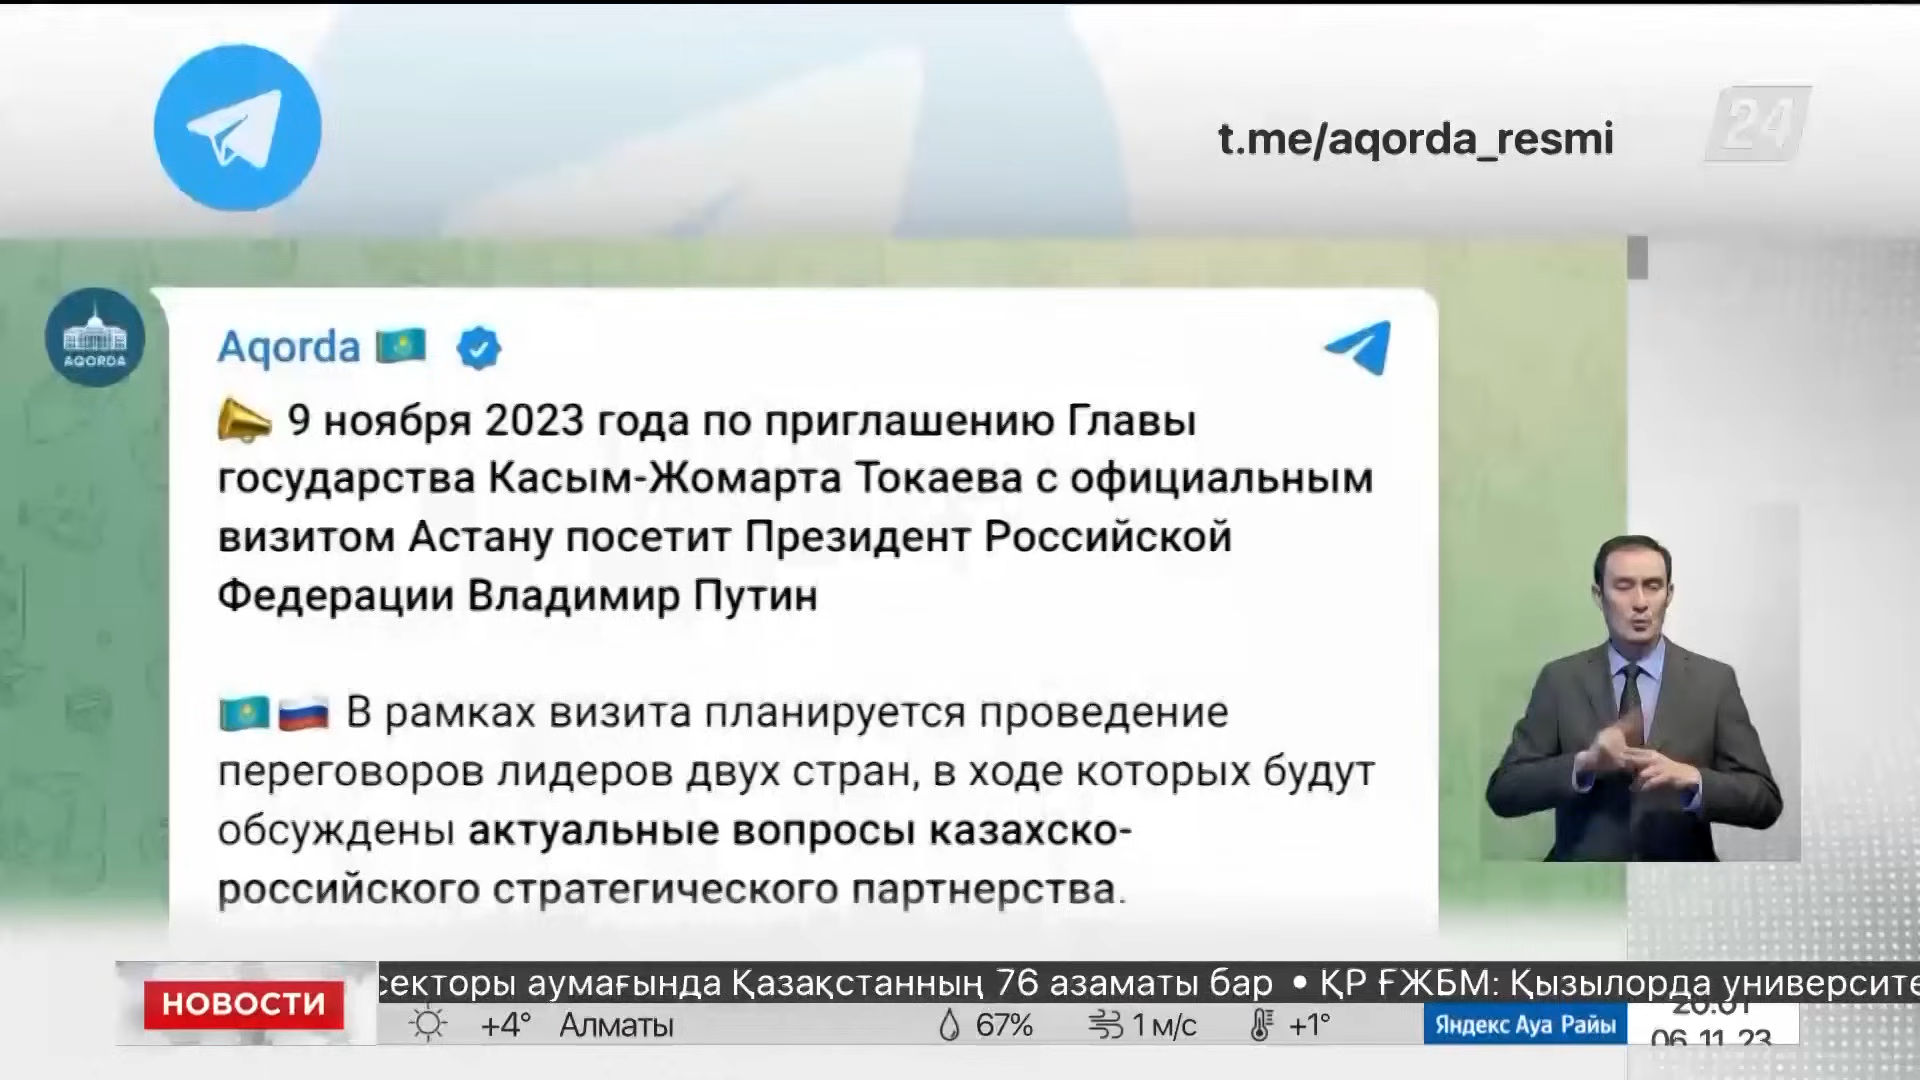 t.me/aqorda_resmi
24
AQORDA
Aqorda
9 ноября 2023 года по приглашению Главы
государства Касым-Жомарта Токаева с официальным
визитом Астану посетит Президент Российской
Федерации Владимир Путин
В рамках визита планируется проведение
переговоров лидеров двух стран, в ходе которых будут
обсуждены актуальные вопросы казахско-
российского стратегического партнерства.
НОВОСТИ
секторы аумағында Қазақстанның 76 азаматы бар • ҚР ҒЖБМ: Қызылорда университе
+4° Алматы 67% 1 м/с +1° Яндекс Ауа Райы
06.11.23